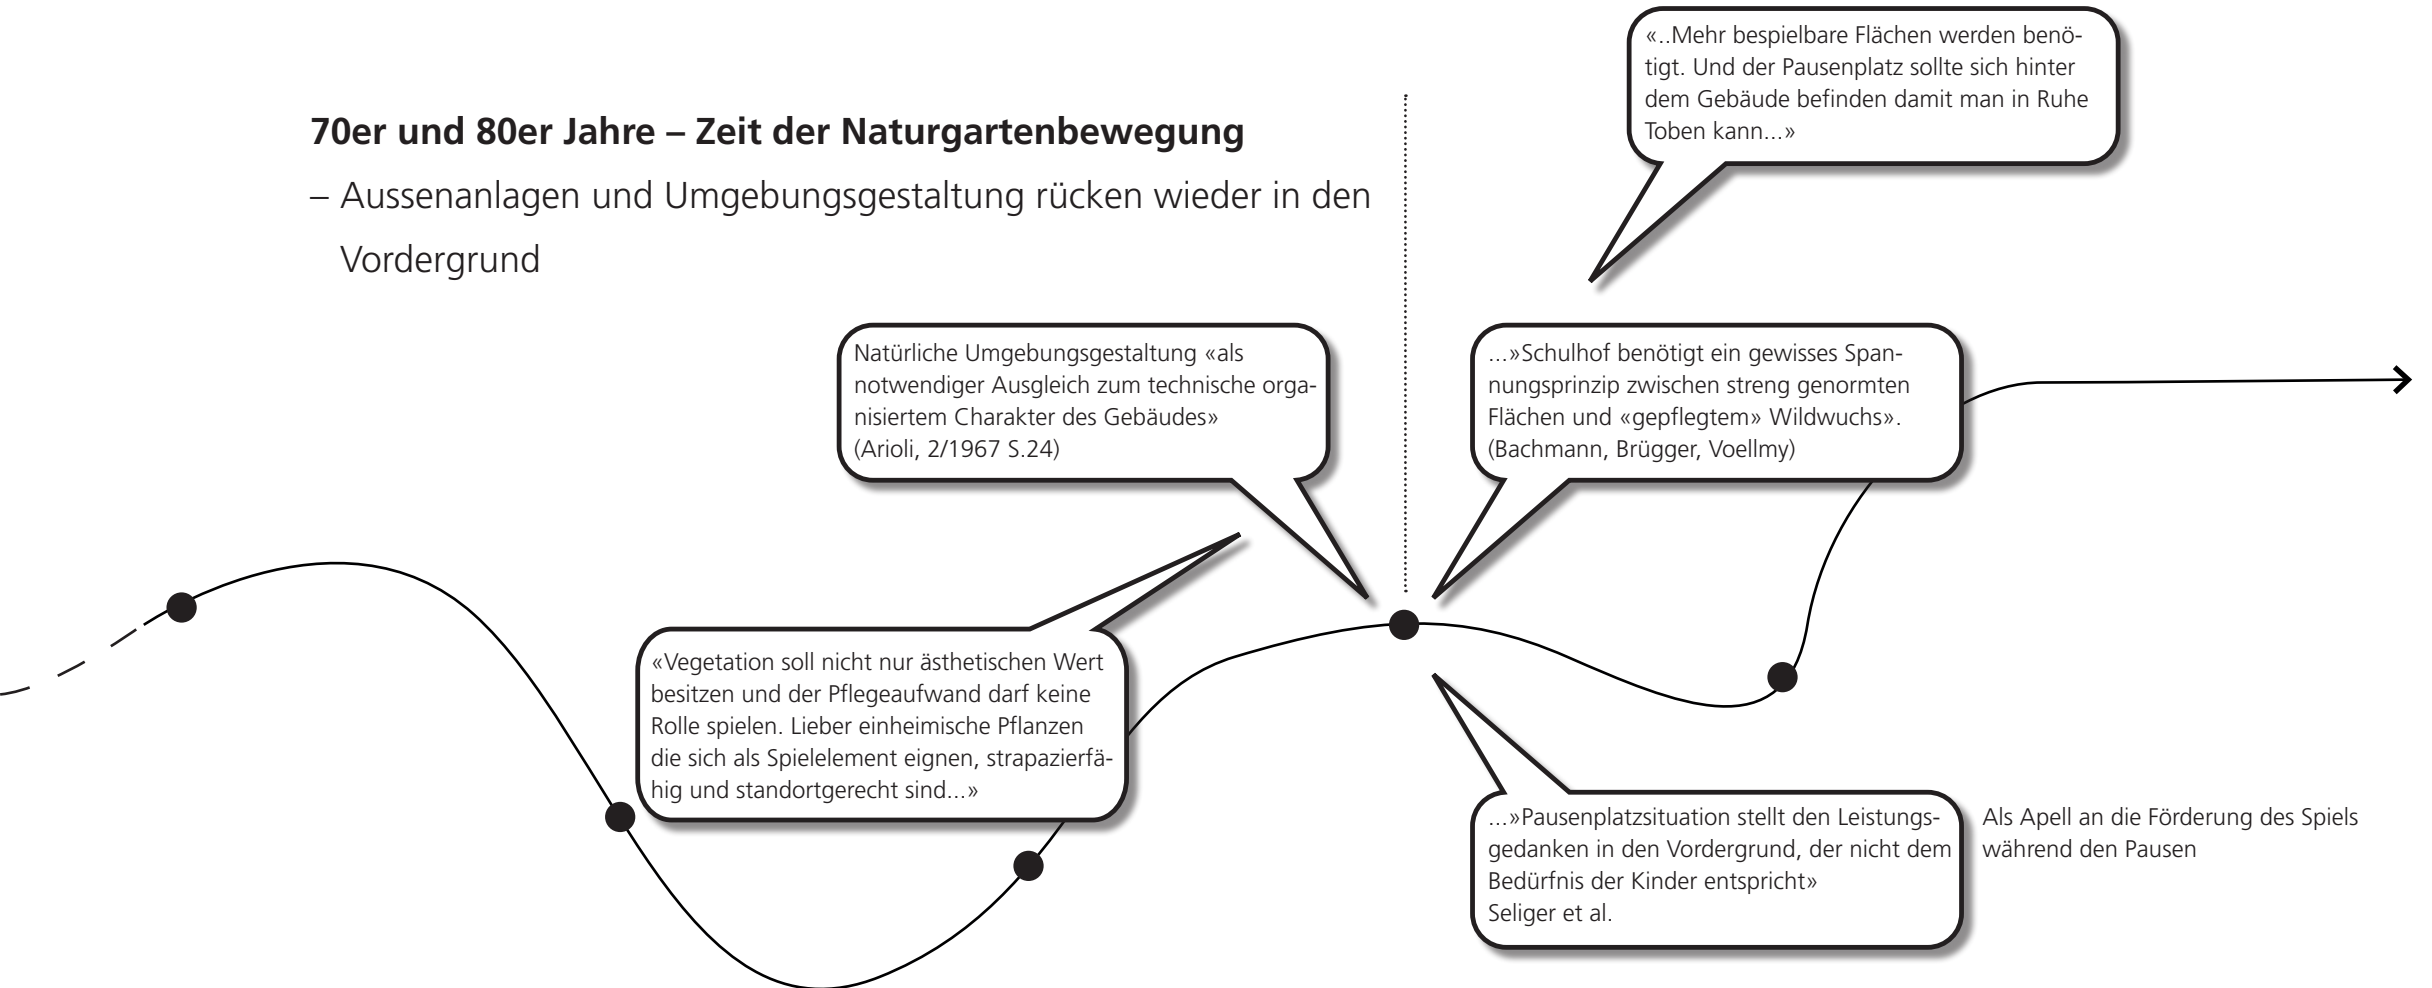 70er und 80er Jahre – Zeit der Naturgartenbewegung
– Aussenanlagen und Umgebungsgestaltung rücken wieder in den
Vordergrund
«..Mehr bespielbare Flächen werden benö-
tigt. Und der Pausenplatz sollte sich hinter
dem Gebäude befinden damit man in Ruhe
Toben kann...»
Natürliche Umgebungsgestaltung «als
notwendiger Ausgleich zum technische orga-
nisiertem Charakter des Gebäudes»
(Arioli, 2/1967 S.24)
...»Schulhof benötigt ein gewisses Span-
nungsprinzip zwischen streng genormten
Flächen und «gepflegtem» Wildwuchs».
(Bachmann, Brügger, Voellmy)
«Vegetation soll nicht nur ästhetischen Wert
besitzen und der Pflegeaufwand darf keine
Rolle spielen. Lieber einheimische Pflanzen
die sich als Spielelement eignen, strapazierfä-
hig und standortgerecht sind...»
...»Pausenplatzsituation stellt den Leistungs-
gedanken in den Vordergrund, der nicht dem
Bedürfnis der Kinder entspricht»
Seliger et al.
Als Apell an die Förderung des Spiels
während den Pausen